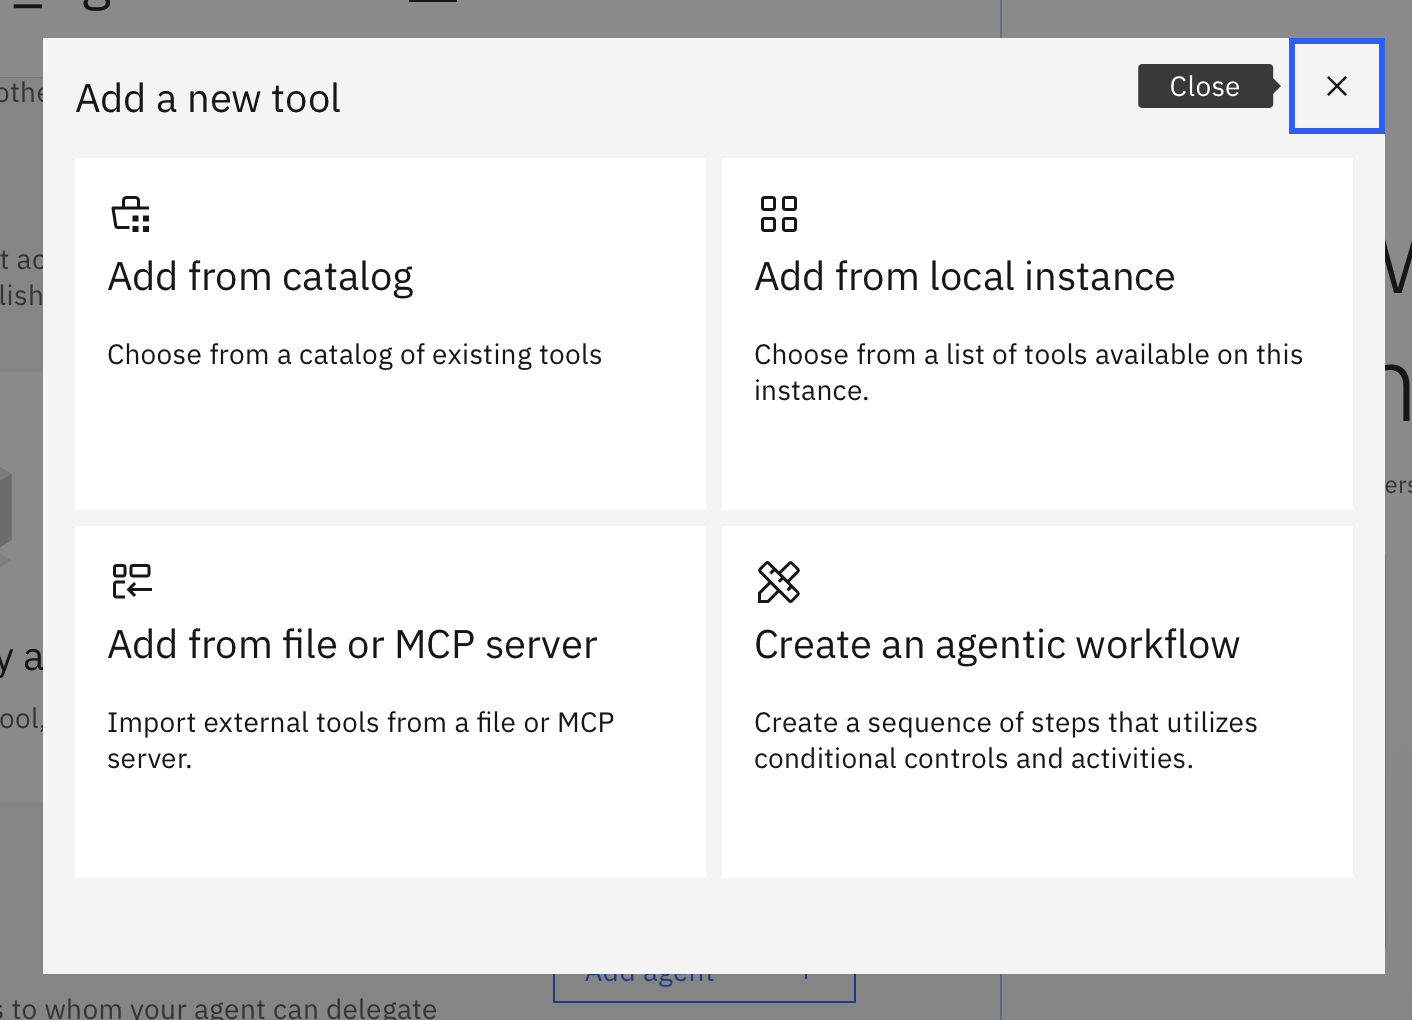 Add a new tool
Close
Add from catalog
Choose from a catalog of existing tools
Add from local instance
Choose from a list of tools available on this
instance.
Add from file or MCP server
Import external tools from a file or MCP
server.
Create an agentic workflow
Create a sequence of steps that utilizes
conditional controls and activities.
Add agent
to whom your agent can delegate